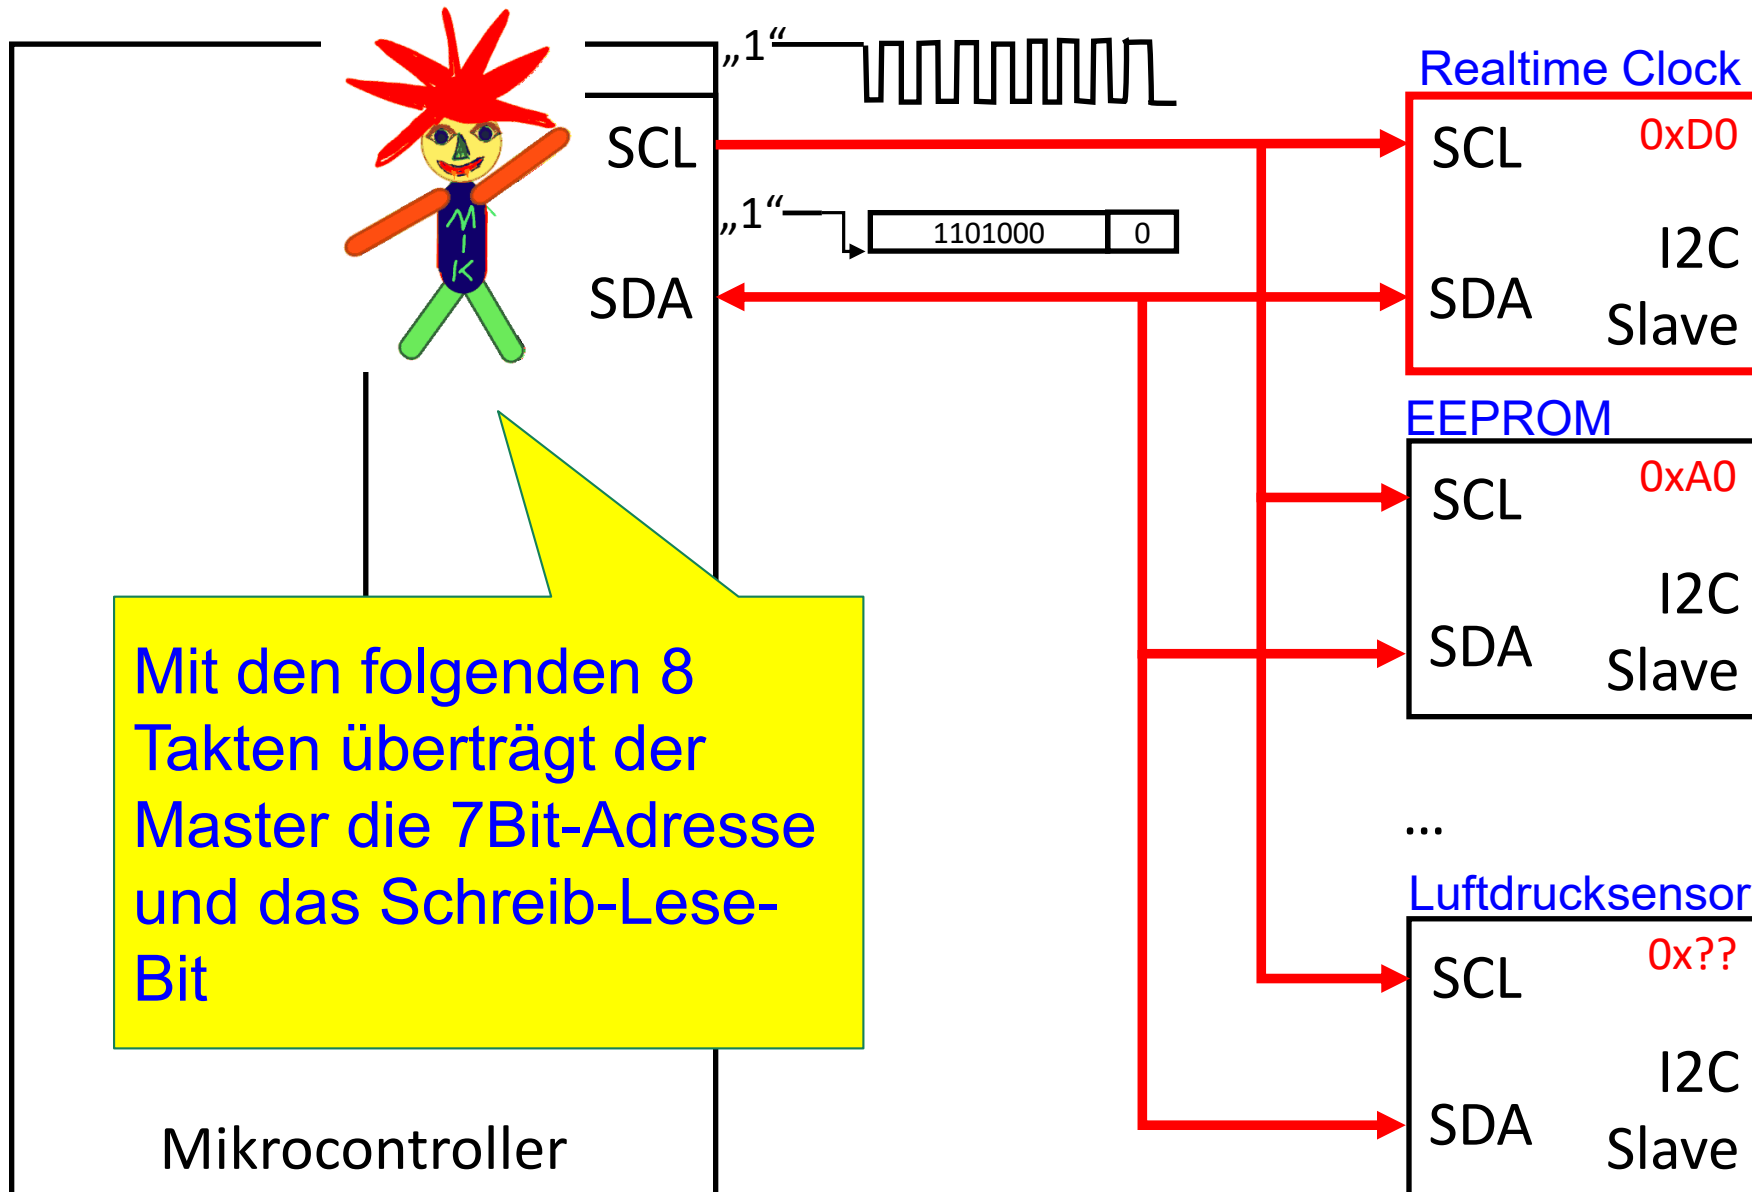 „1“
SCL
„1“
1101000 0
SDA
MIK
Realtime Clock
SCL 0xD0
I2C
SDA
Slave
EEPROM
SCL 0xA0
I2C
SDA
Slave
...
Luftdrucksensor
SCL 0x??
I2C
SDA
Slave
Mit den folgenden 8
Takten überträgt der
Master die 7Bit-Adresse
und das Schreib-Lese-
Bit
Mikrocontroller